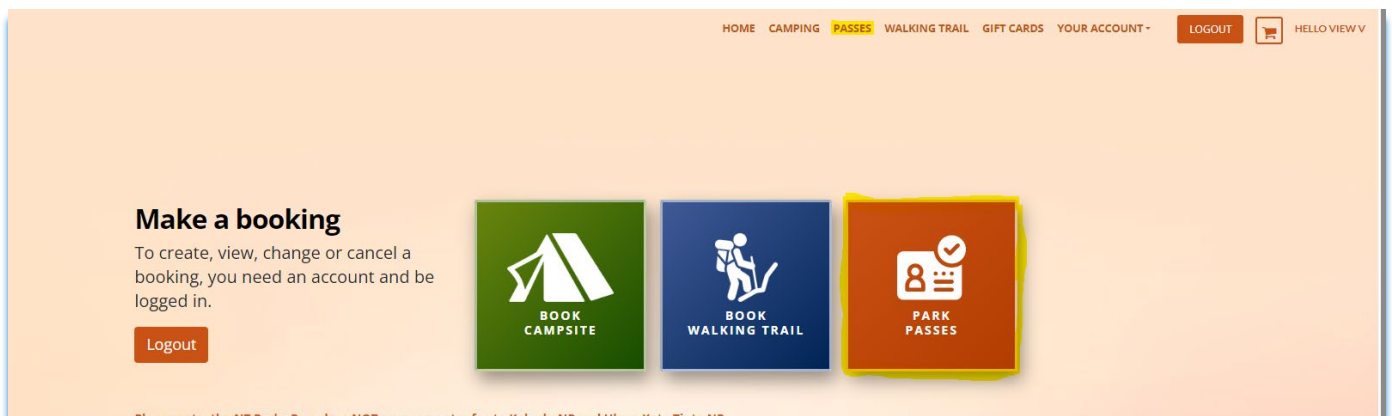 HOME CAMPING PASSES WALKING TRAIL GIFT CARDS YOUR ACCOUNT LOGOUT HELLO VIEW V
Make a booking
To create, view, change or cancel a
booking, you need an account and be
logged in.
Logout
BOOK
CAMPSITE
BOOK
WALKING TRAIL
PARK
PASSES